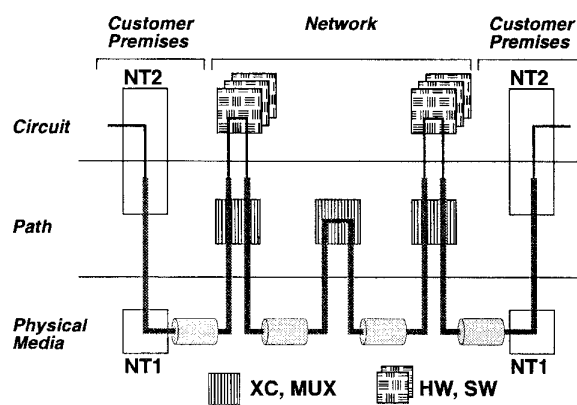 Customer Premises
Network
Customer Premises
NT2
NT2
Circuit
Path
Physical Media
NT1
NT1
XC, MUX
HW, SW